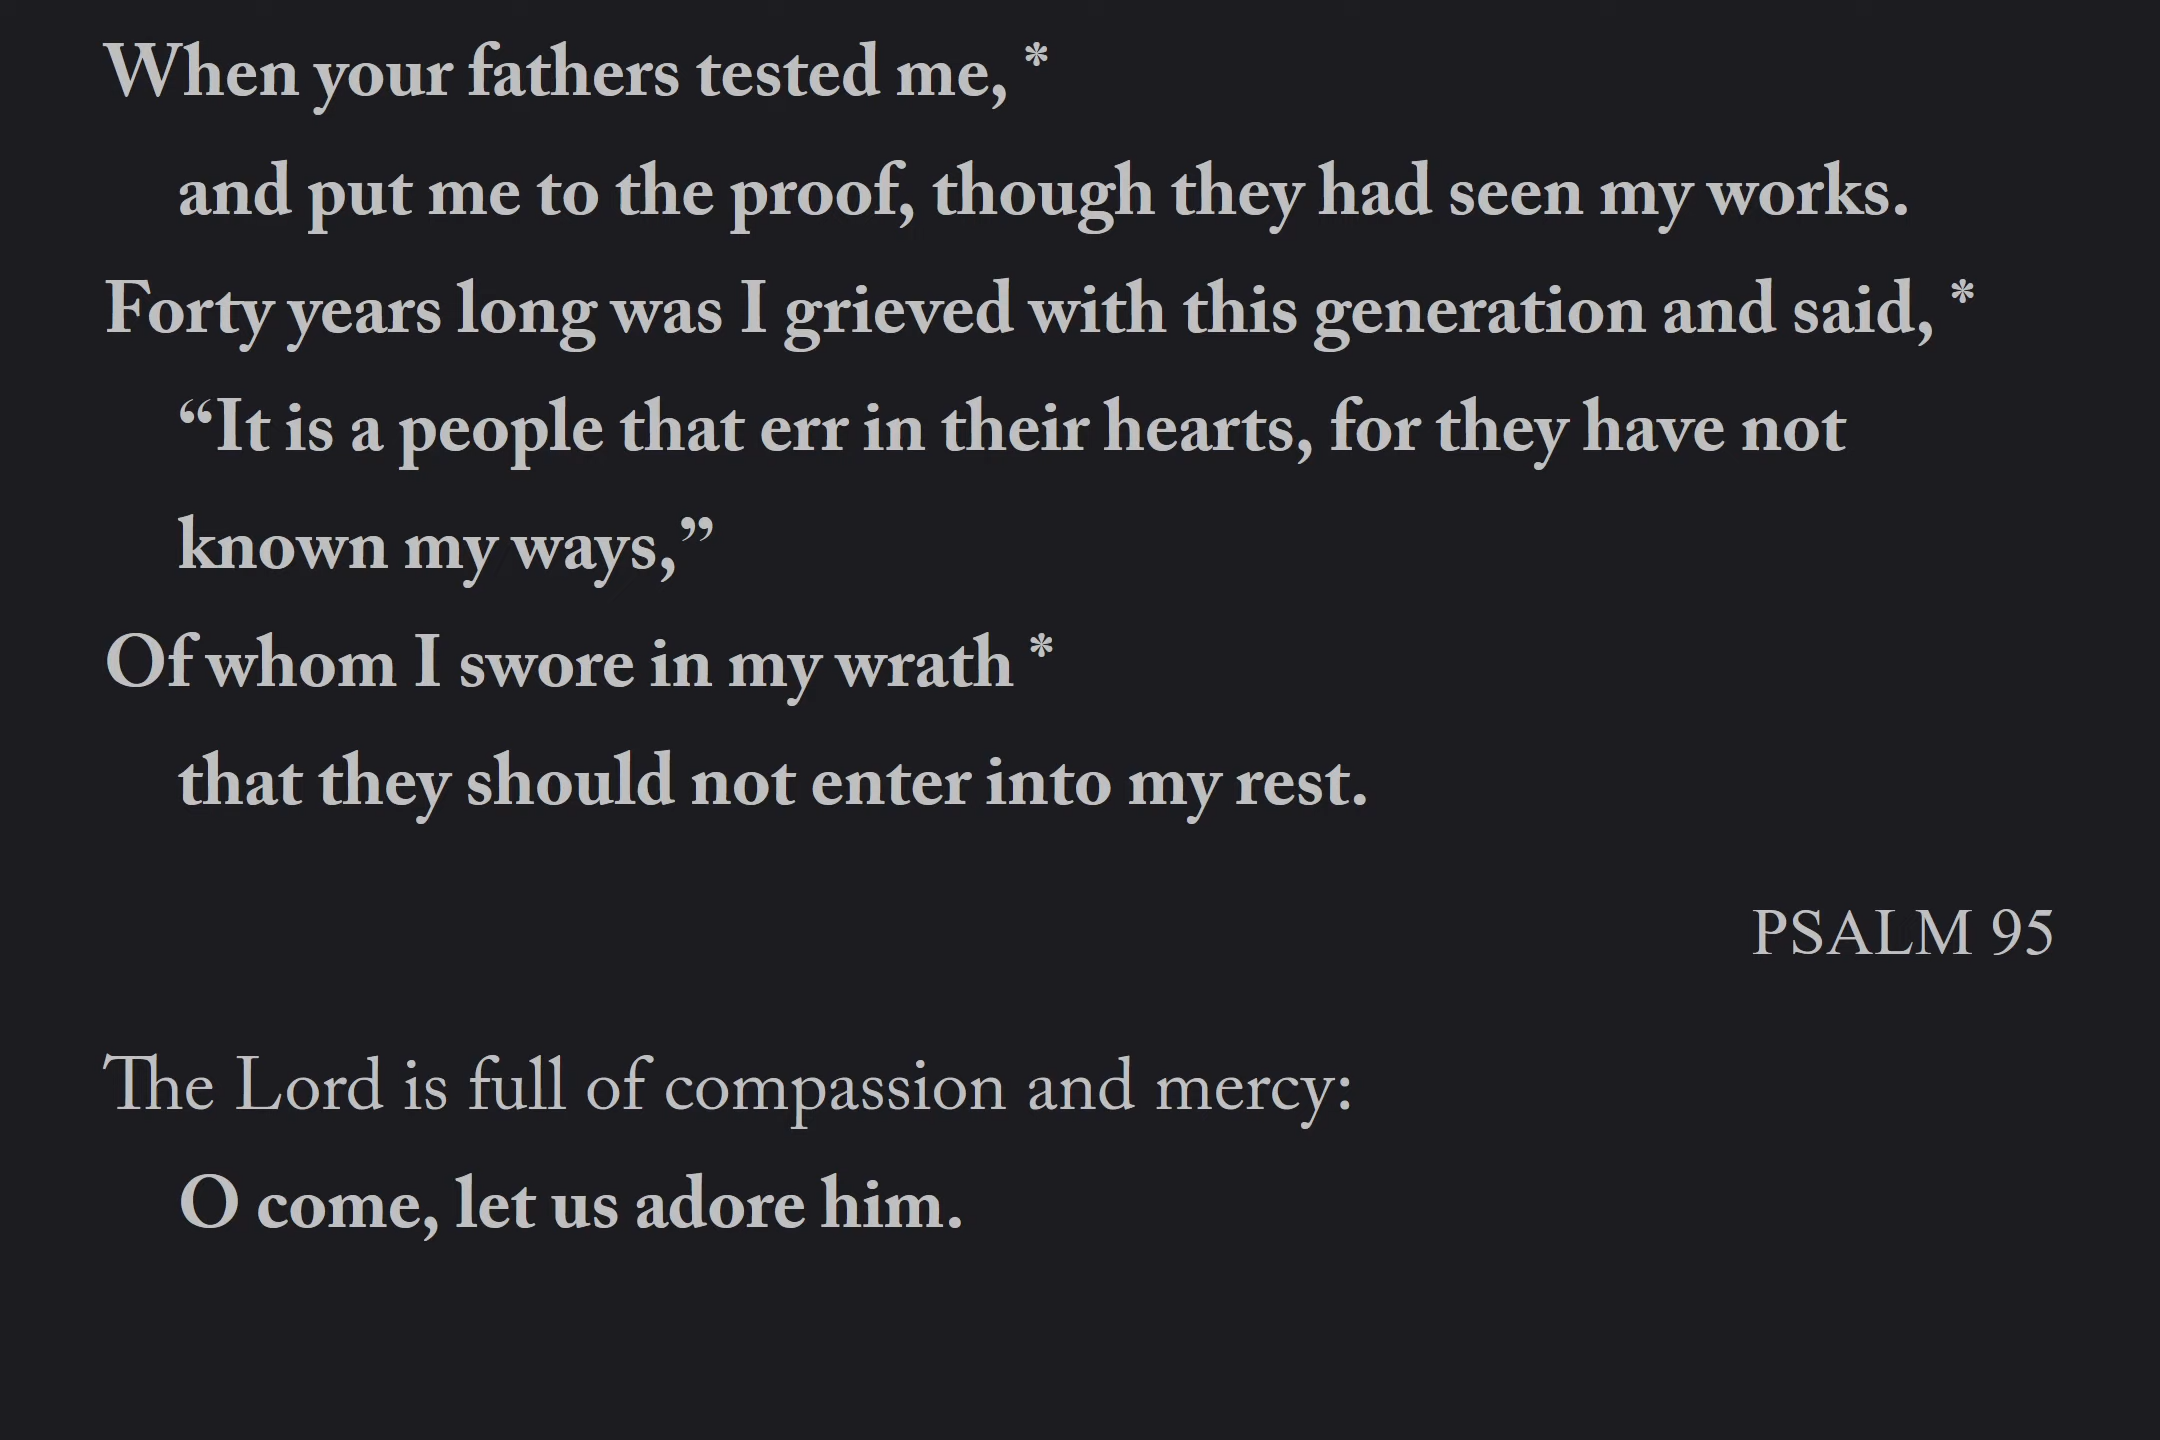 When your fathers tested me, *
and put me to the proof, though they had seen my works.
Forty years long was I grieved with this generation and said, *
“It is a people that err in their hearts, for they have not
known my ways,”
Of whom I swore in my wrath *
that they should not enter into my rest.
PSALM 95
The Lord is full of compassion and mercy:
O come, let us adore him.